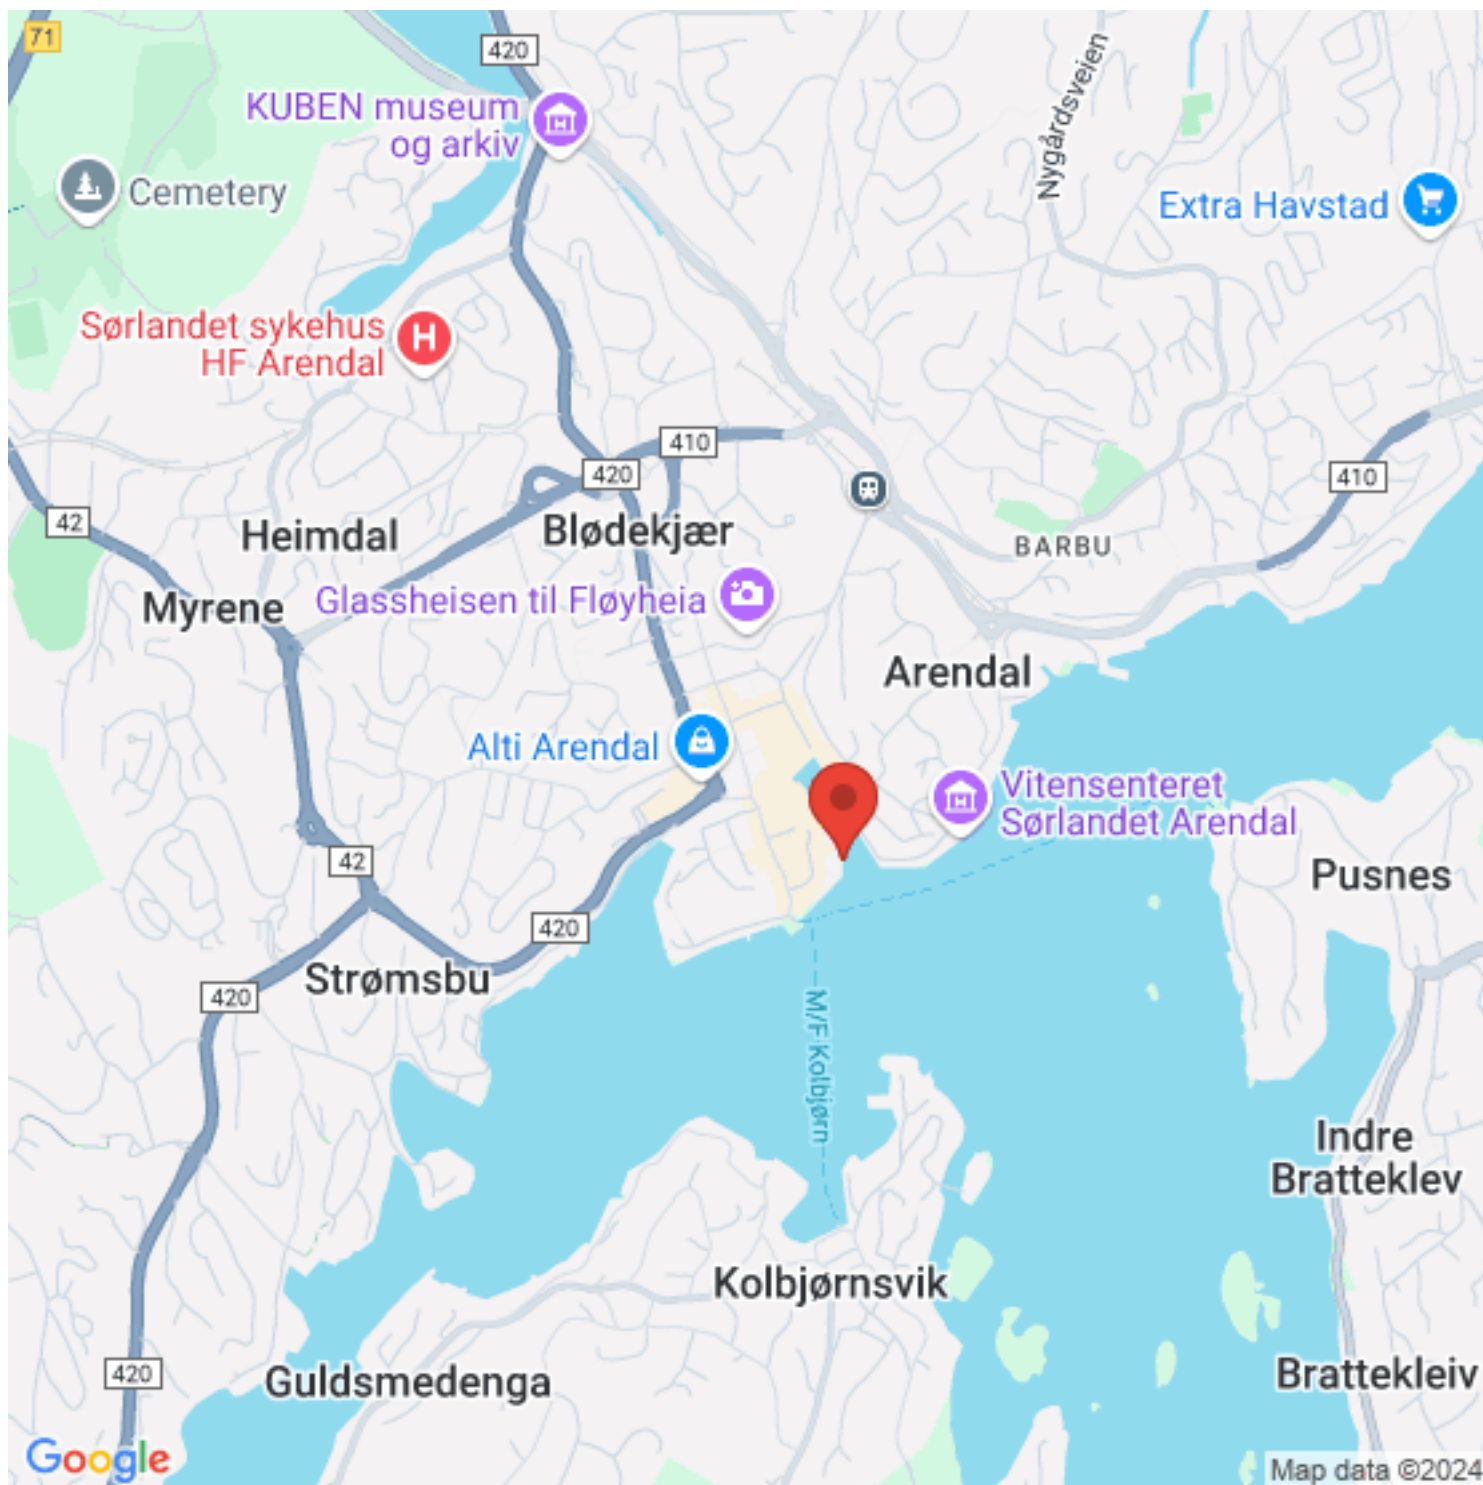 71
420
KUBEN museum
og arkiv
Nygårdsveien
Cemetery
Extra Havstad
Sørlandet sykehus
HF Arendal
410
420
410
42
Heimdal
Blødekjær
BARBU
Glassheisen til Fløyheia
Myrene
Arendal
Alti Arendal
Vitensenteret
Sørlandet Arendal
42
Pusnes
420
Strømsbu
420
M/F Kolbjørn
Indre
Bratteklev
Kolbjørnsvik
420
Guldsmedenga
Brattekleiv
Google
Map data ©2024